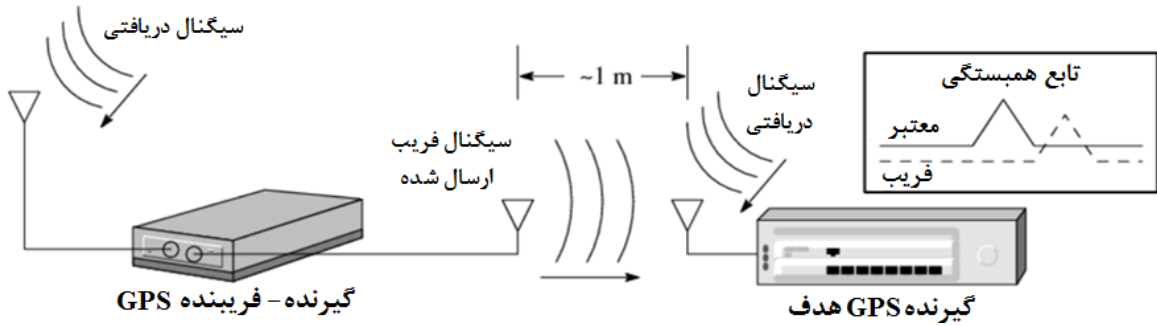 سیگنال دریافتی
~1 m
سیگنال
دریافتی
تابع همبستگی
معتبر
فریب
سیگنال فریب
ارسال شده
گیرنده – فریبنده GPS
گیرنده GPS هدف